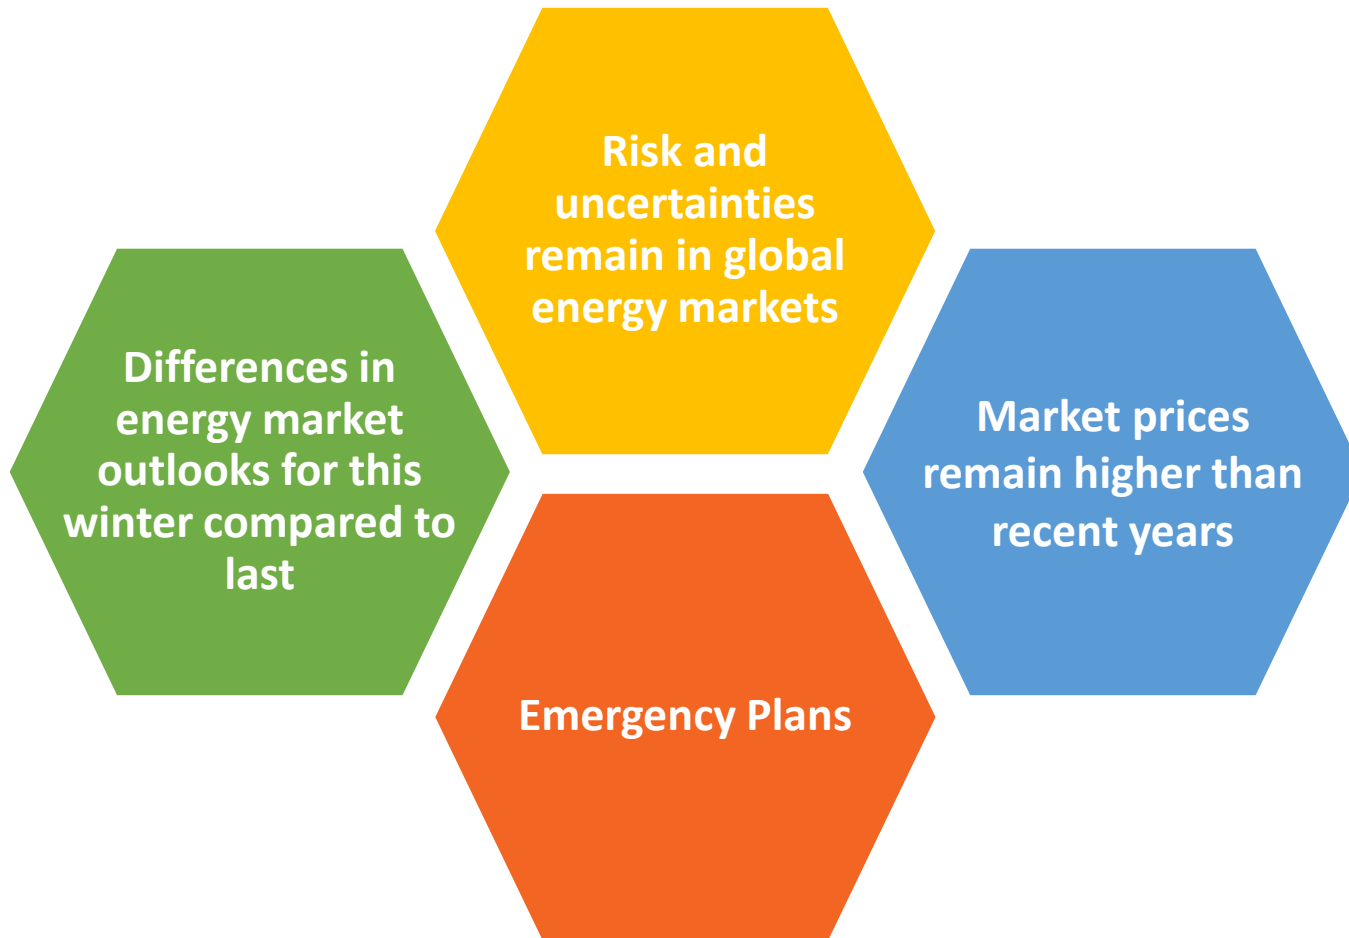 Risk and
uncertainties
remain in global
energy markets
Differences in
energy market
outlooks for this
winter compared to
last
Market prices
remain higher than
recent years
Emergency Plans